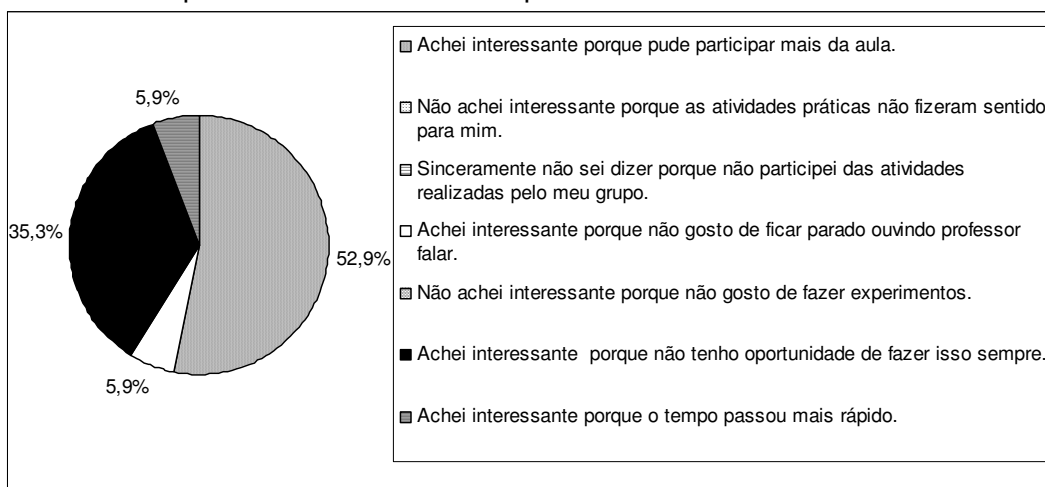 Achei interessante porque pude participar mais da aula.
Não achei interessante porque as atividades práticas não fizeram sentido
para mim.
Sinceramente não sei dizer porque não participei das atividades
realizadas pelo meu grupo.
Achei interessante porque não gosto de ficar parado ouvindo professor
falar.
Não achei interessante porque não gosto de fazer experimentos.
Achei interessante porque não tenho oportunidade de fazer isso sempre.
Achei interessante porque o tempo passou mais rápido.
5,9%
35,3%
52,9%
5,9%